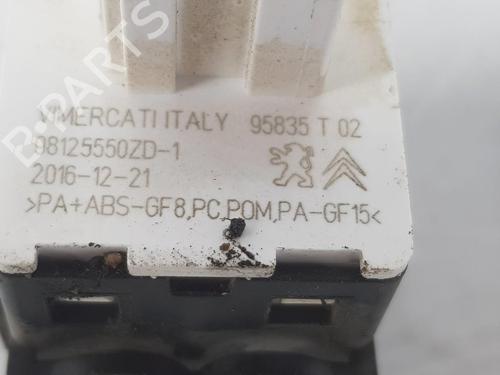 VIMERCATI ITALY 95835 T 02
98125550ZD-1
2016-12-21
>PA+ABS-GF8,PC,POM,PA-GF15<